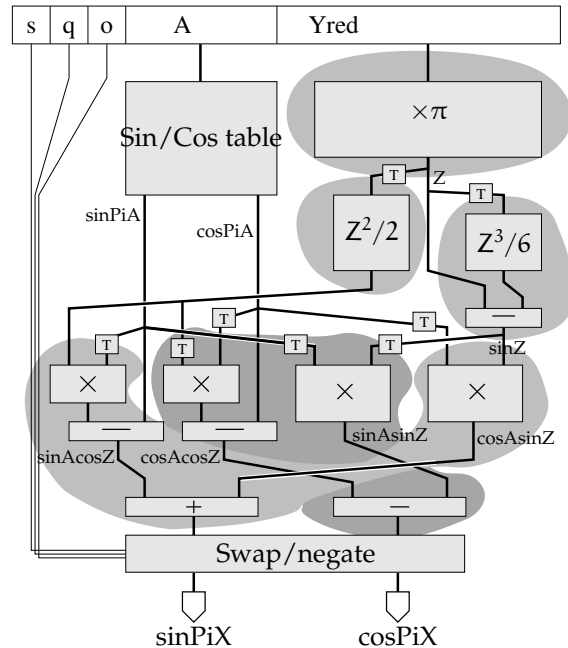 s q o A Yred
Sin/Cos table
×π
T
Z
T
sinPiA
cosPiA
Z²/2
Z³/6
—
T
T
sinZ
T
T
T
T
×
×
×
×
—
—
sinAcosZ
cosAcosZ
sinAsinZ
cosAsinZ
+
—
Swap/negate
sinPiX
cosPiX